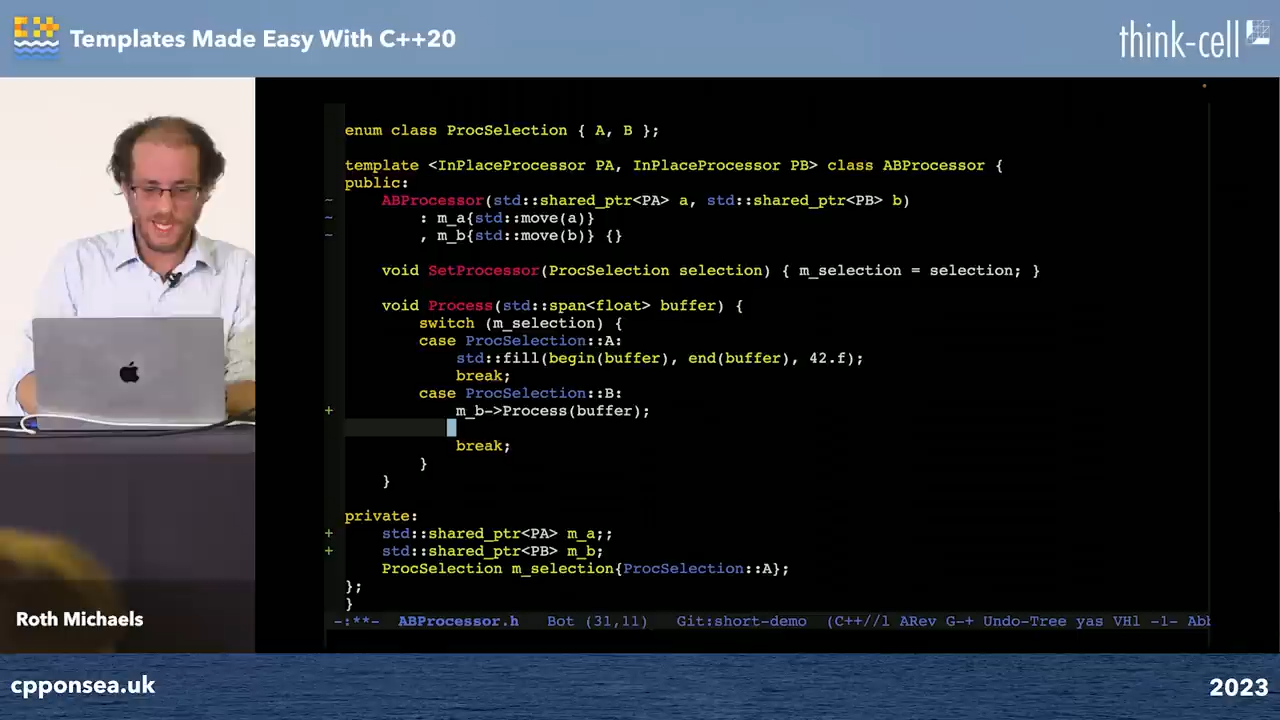 Templates Made Easy With C++20
think-cell
enum class ProcSelection { A, B };
template <InPlaceProcessor PA, InPlaceProcessor PB> class ABProcessor {
public:
~ ABProcessor(std::shared_ptr<PA> a, std::shared_ptr<PB> b)
~ : m_a{std::move(a)}
~ , m_b{std::move(b)} {}
void SetProcessor(ProcSelection selection) { m_selection = selection; }
void Process(std::span<float> buffer) {
switch (m_selection) {
case ProcSelection::A:
std::fill(begin(buffer), end(buffer), 42.f);
break;
case ProcSelection::B:
+ m_b->Process(buffer);
break;
}
}
private:
+ std::shared_ptr<PA> m_a;;
+ std::shared_ptr<PB> m_b;
ProcSelection m_selection{ProcSelection::A};
};
}
-:**- ABProcessor.h Bot (31,11) Git:short-demo (C++//l ARev G-+ Undo-Tree yas VHl -1- Abb
Roth Michaels
cpponsea.uk
2023